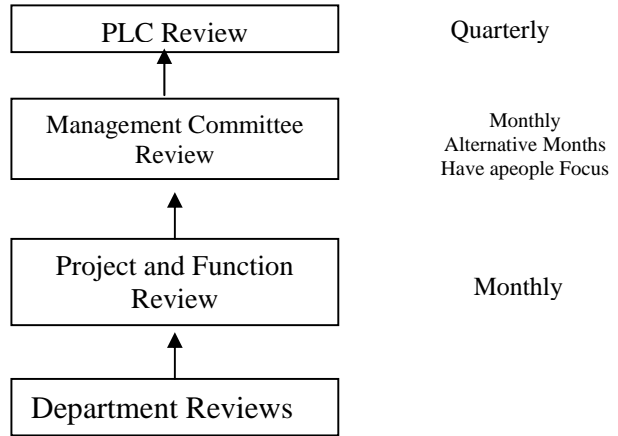 PLC Review
Quarterly
Management Committee
Review
Monthly
Alternative Months
Have apeople Focus
Project and Function
Review
Monthly
Department Reviews